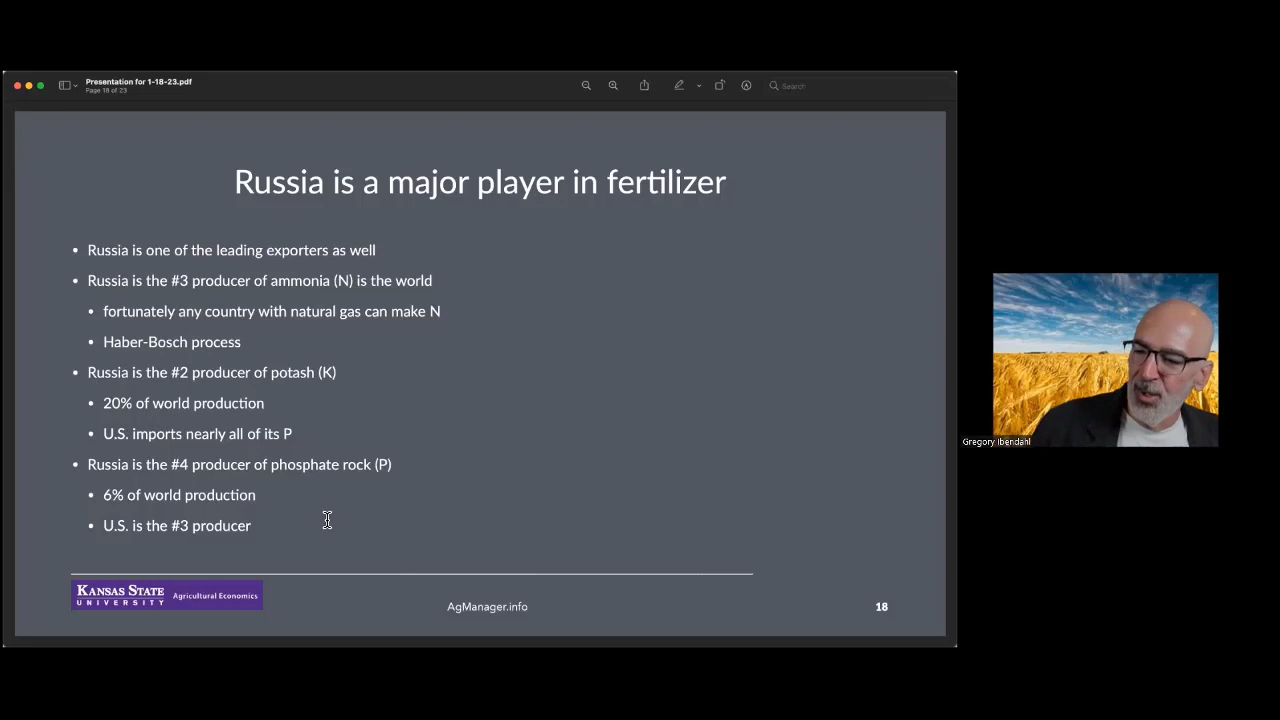 Presentation for 1-18-23.pdf
Page 18 of 23
Search
Russia is a major player in fertilizer
• Russia is one of the leading exporters as well
• Russia is the #3 producer of ammonia (N) is the world
• fortunately any country with natural gas can make N
• Haber-Bosch process
• Russia is the #2 producer of potash (K)
• 20% of world production
• U.S. imports nearly all of its P
• Russia is the #4 producer of phosphate rock (P)
• 6% of world production
• U.S. is the #3 producer
KANSAS STATE
UNIVERSITY
Agricultural Economics
AgManager.info
18
Gregory Ibendahl